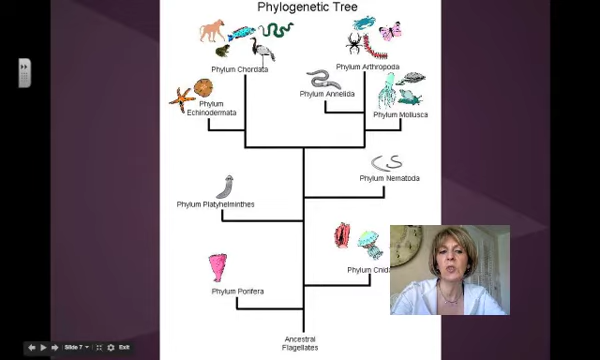 Phylogenetic Tree
Phylum Chordata
Phylum Arthropoda
Phylum Annelida
Phylum
Echinodermata
Phylum Mollusca
Phylum Nematoda
Phylum Platyhelminthes
Phylum
Phylum Porifera
Ancestral
Flagellates
Slide 7
Exit